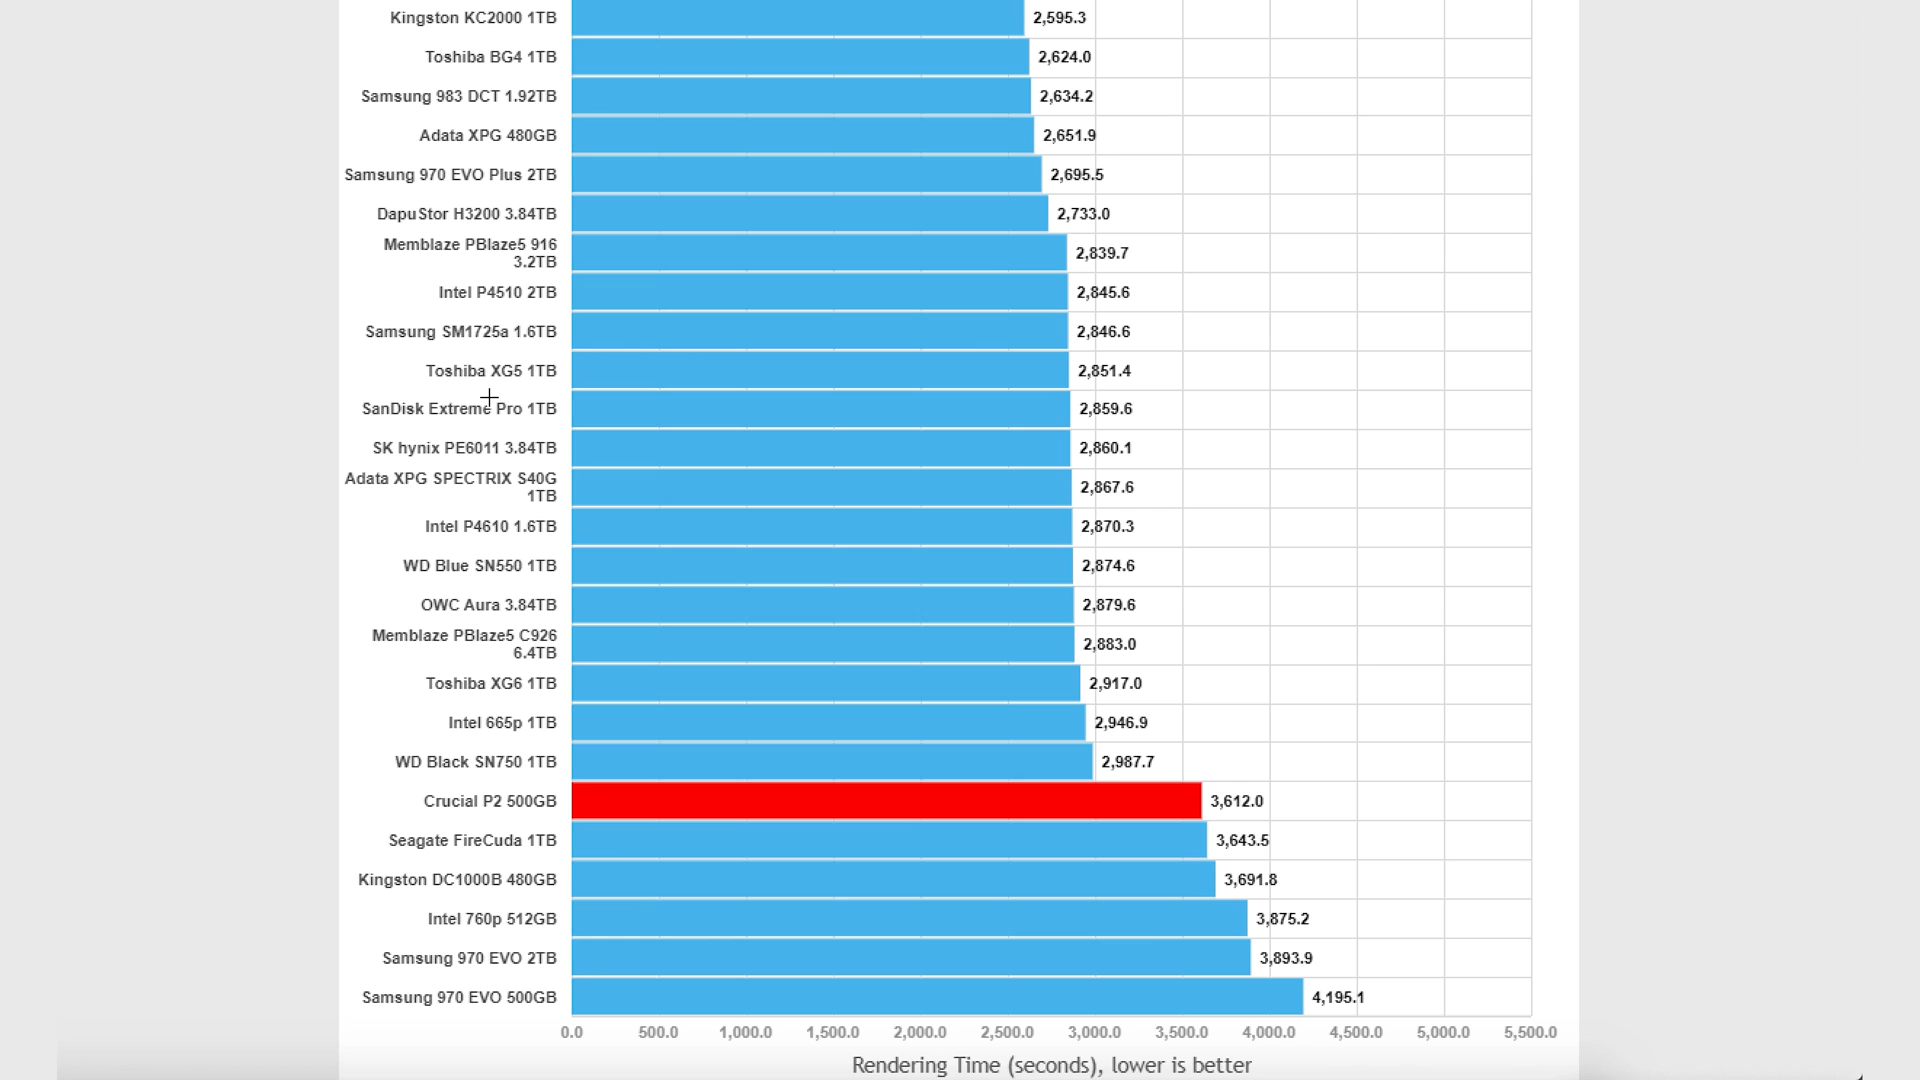 Kingston KC2000 1TB 2,595.3
Toshiba BG4 1TB 2,624.0
Samsung 983 DCT 1.92TB 2,634.2
Adata XPG 480GB 2,651.9
Samsung 970 EVO Plus 2TB 2,695.5
DapuStor H3200 3.84TB 2,733.0
Memblaze PBlaze5 916
3.2TB 2,839.7
Intel P4510 2TB 2,845.6
Samsung SM1725a 1.6TB 2,846.6
Toshiba XG5 1TB 2,851.4
SanDisk Extreme Pro 1TB 2,859.6
SK hynix PE6011 3.84TB 2,860.1
Adata XPG SPECTRIX S40G
1TB 2,867.6
Intel P4610 1.6TB 2,870.3
WD Blue SN550 1TB 2,874.6
OWC Aura 3.84TB 2,879.6
Memblaze PBlaze5 C926
6.4TB 2,883.0
Toshiba XG6 1TB 2,917.0
Intel 665p 1TB 2,946.9
WD Black SN750 1TB 2,987.7
Crucial P2 500GB 3,612.0
Seagate FireCuda 1TB 3,643.5
Kingston DC1000B 480GB 3,691.8
Intel 760p 512GB 3,875.2
Samsung 970 EVO 2TB 3,893.9
Samsung 970 EVO 500GB 4,195.1
0.0 500.0 1,000.0 1,500.0 2,000.0 2,500.0 3,000.0 3,500.0 4,000.0 4,500.0 5,000.0 5,500.0
Rendering Time (seconds), lower is better